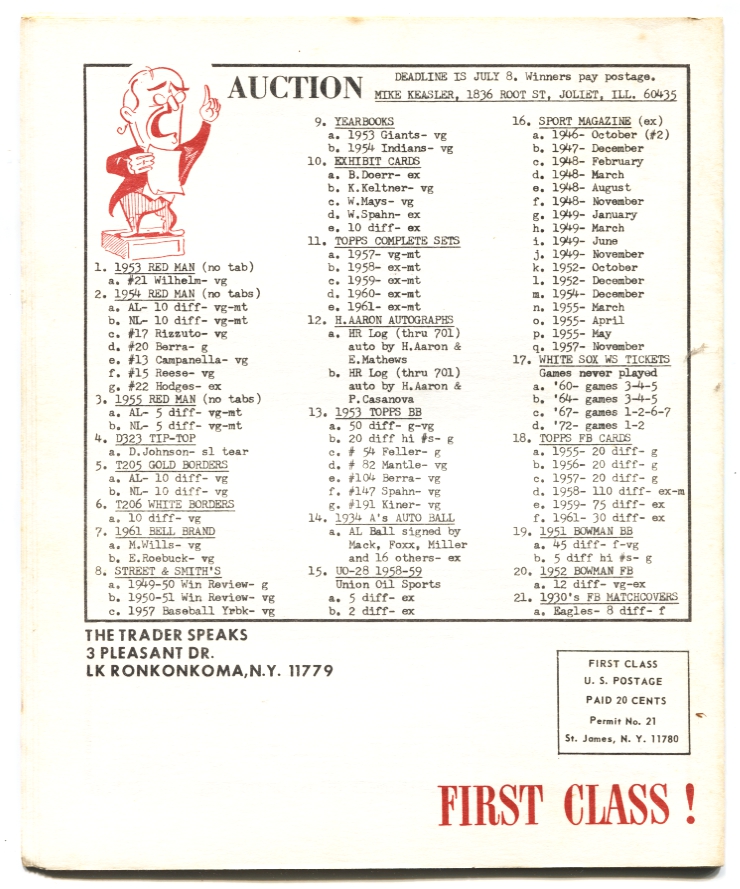 AUCTION
DEADLINE IS JULY 8. Winners pay postage.
MIKE KEASLER, 1836 ROOT ST, JOLIET, ILL. 60435
1. 1953 RED MAN (no tab)
a. #21 Wilhelm- vg
2. 1954 RED MAN (no tabs)
a. AL- 10 diff- vg-mt
b. NL- 10 diff- vg-mt
c. #17 Rizzuto- vg
d. #20 Berra- g
e. #13 Campanella- vg
f. #15 Reese- vg
g. #22 Hodges- ex
3. 1955 RED MAN (no tabs)
a. AL- 5 diff- vg-mt
b. NL- 5 diff- vg-mt
4. D323 TIP-TOP
a. D.Johnson- sl tear
5. T205 GOLD BORDERS
a. AL- 10 diff- vg
b. NL- 10 diff- vg
6. T206 WHITE BORDERS
a. 10 diff- vg
7. 1961 BELL BRAND
a. M.Wills- vg
b. E.Roebuck- vg
8. STREET & SMITH'S
a. 1949-50 Win Review- g
b. 1950-51 Win Review- vg
c. 1957 Baseball Yrbk- vg
9. YEARBOOKS
a. 1953 Giants- vg
b. 1954 Indians- vg
10. EXHIBIT CARDS
a. B.Doerr- ex
b. K.Keltner- vg
c. W.Mays- vg
d. W.Spahn- ex
e. 10 diff- ex
11. TOPPS COMPLETE SETS
a. 1957- vg-mt
b. 1958- ex-mt
c. 1959- ex-mt
d. 1960- ex-mt
e. 1961- ex-mt
12. H.AARON AUTOGRAPHS
a. HR Log (thru 701)
auto by H.Aaron &
E.Mathews
b. HR Log (thru 701)
auto by H.Aaron &
P.Casanova
13. 1953 TOPPS BB
a. 50 diff- g-vg
b. 20 diff hi #s- g
c. # 54 Feller- g
d. # 82 Mantle- vg
e. #104 Berra- vg
f. #147 Spahn- vg
g. #191 Kiner- vg
14. 1934 A's AUTO BALL
a. AL Ball signed by
Mack, Foxx, Miller
and 16 others- ex
15. UO-28 1958-59
Union Oil Sports
a. 5 diff- ex
b. 2 diff- ex
16. SPORT MAGAZINE (ex)
a. 1946- October (#2)
b. 1947- December
c. 1948- February
d. 1948- March
e. 1948- August
f. 1948- November
g. 1949- January
h. 1949- March
i. 1949- June
j. 1949- November
k. 1952- October
l. 1952- December
m. 1954- December
n. 1955- March
o. 1955- April
p. 1955- May
q. 1957- November
17. WHITE SOX WS TICKETS
Games never played
a. '60- games 3-4-5
b. '64- games 3-4-5
c. '67- games 1-2-6-7
d. '72- games 1-2
18. TOPPS FB CARDS
a. 1955- 20 diff- g
b. 1956- 20 diff- g
c. 1957- 20 diff- g
d. 1958- 110 diff- ex-m
e. 1959- 75 diff- ex
f. 1961- 30 diff- ex
19. 1951 BOWMAN BB
a. 45 diff- f-vg
b. 5 diff hi #s- g
20. 1952 BOWMAN FB
a. 12 diff- vg-ex
21. 1930's FB MATCHCOVERS
a. Eagles- 8 diff- f
THE TRADER SPEAKS
3 PLEASANT DR.
LK RONKONKOMA, N.Y. 11779
FIRST CLASS
U. S. POSTAGE
PAID 20 CENTS
Permit No. 21
St. James, N. Y. 11780
FIRST CLASS !